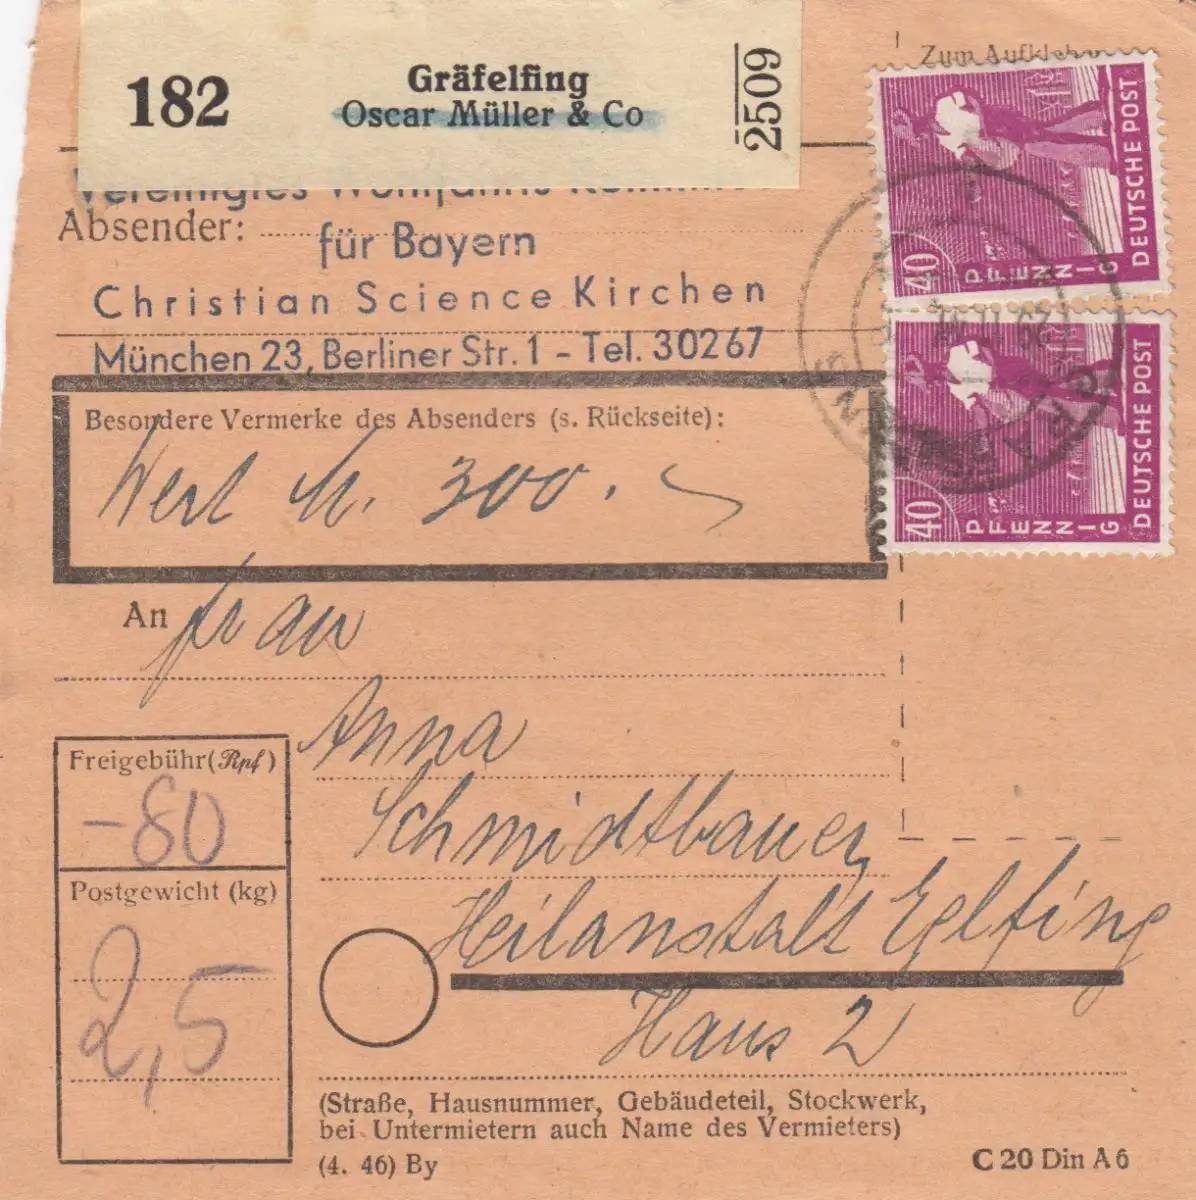 182
Gräfelfing
Oscar Müller & Co
2509
Zum Aufkleben
Vereinigtes Wohlfahrts
Absender:
für Bayern
Christian Science Kirchen
München 23, Berliner Str. 1 - Tel. 30267
40
PFENNIG
DEUTSCHE POST
40
PFENNIG
DEUTSCHE POST
Besondere Vermerke des Absenders (s. Rückseite):
Wert M. 300.
An Frau
Anna
Schmidtbauer
Heilanstalt Eglfing
Haus 2
Freigebühr (Rpf)
-80
Postgewicht (kg)
2,5
(Straße, Hausnummer, Gebäudeteil, Stockwerk,
bei Untermietern auch Name des Vermieters)
(4. 46) By
C 20 Din A 6